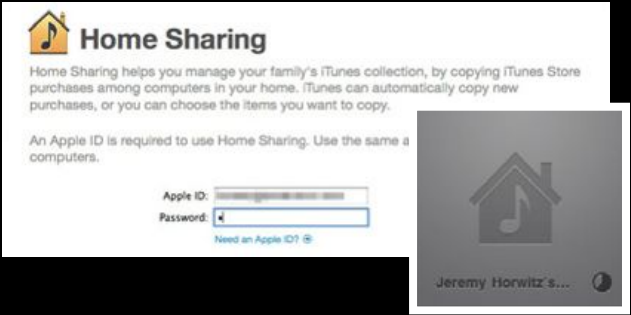 Home Sharing
Home Sharing helps you manage your family's iTunes collection, by copying iTunes Store
purchases among computers in your home. iTunes can automatically copy new
purchases, or you can choose the items you want to copy.
An Apple ID is required to use Home Sharing. Use the same a
computers.
Apple ID:
Password:
Need an Apple ID?
Jeremy Horwitz's...